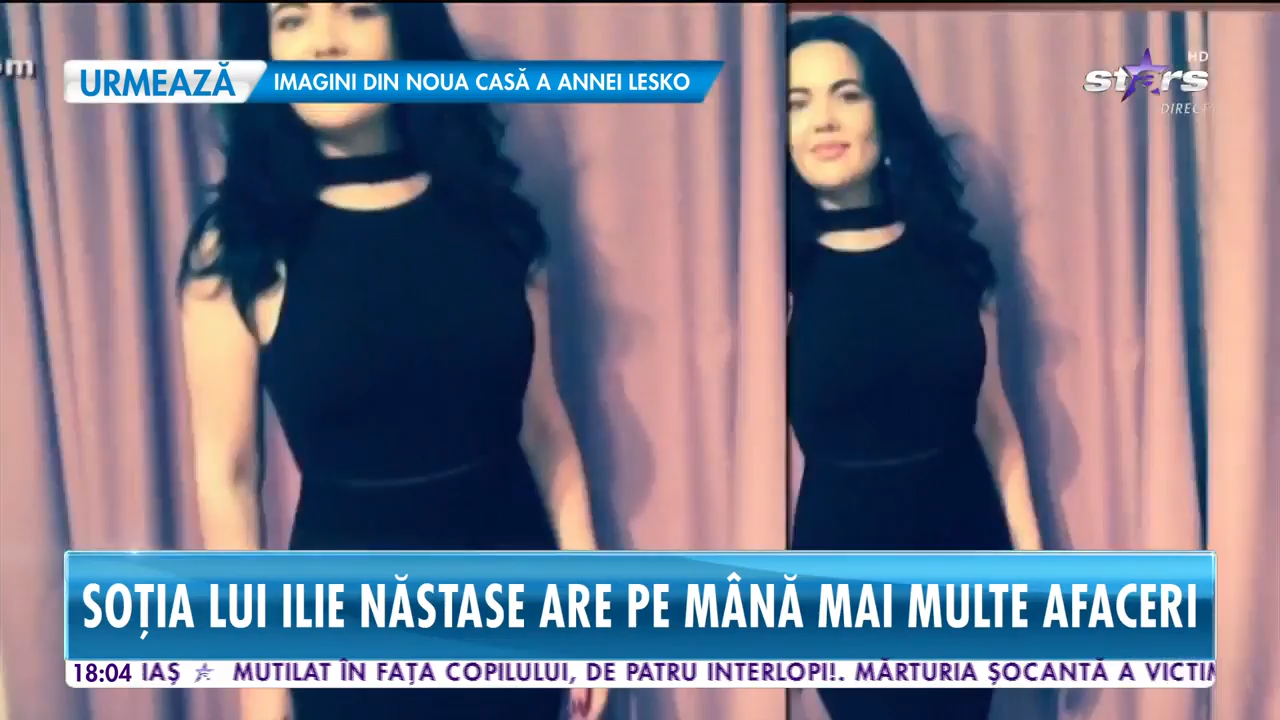 om
URMEAZĂ
IMAGINI DIN NOUA CASĂ A ANNEI LESKO
HD
stars
DIRECT
SOȚIA LUI ILIE NĂSTASE ARE PE MÂNĂ MAI MULTE AFACERI
18:04 IAȘ MUTILAT ÎN FAȚA COPILULUI, DE PATRU INTERLOPI!. MĂRTURIA ȘOCANTĂ A VICTIM